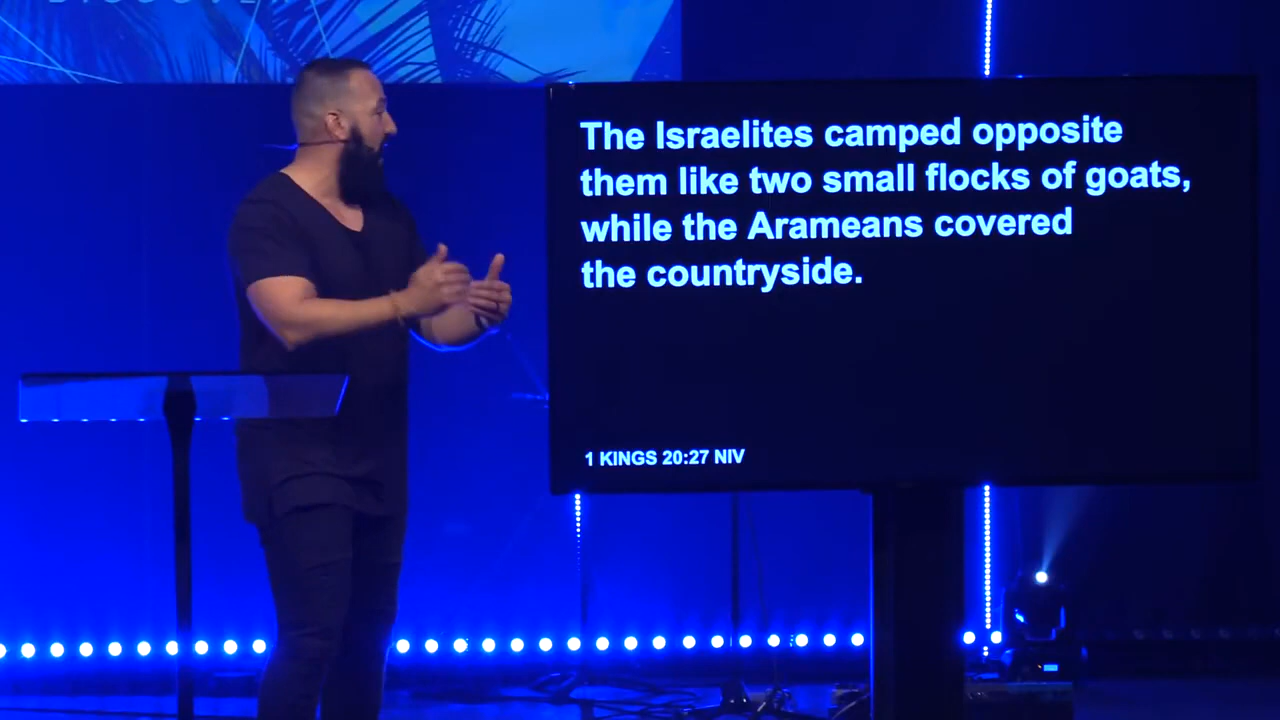 The Israelites camped opposite
them like two small flocks of goats,
while the Arameans covered
the countryside.
1 KINGS 20:27 NIV